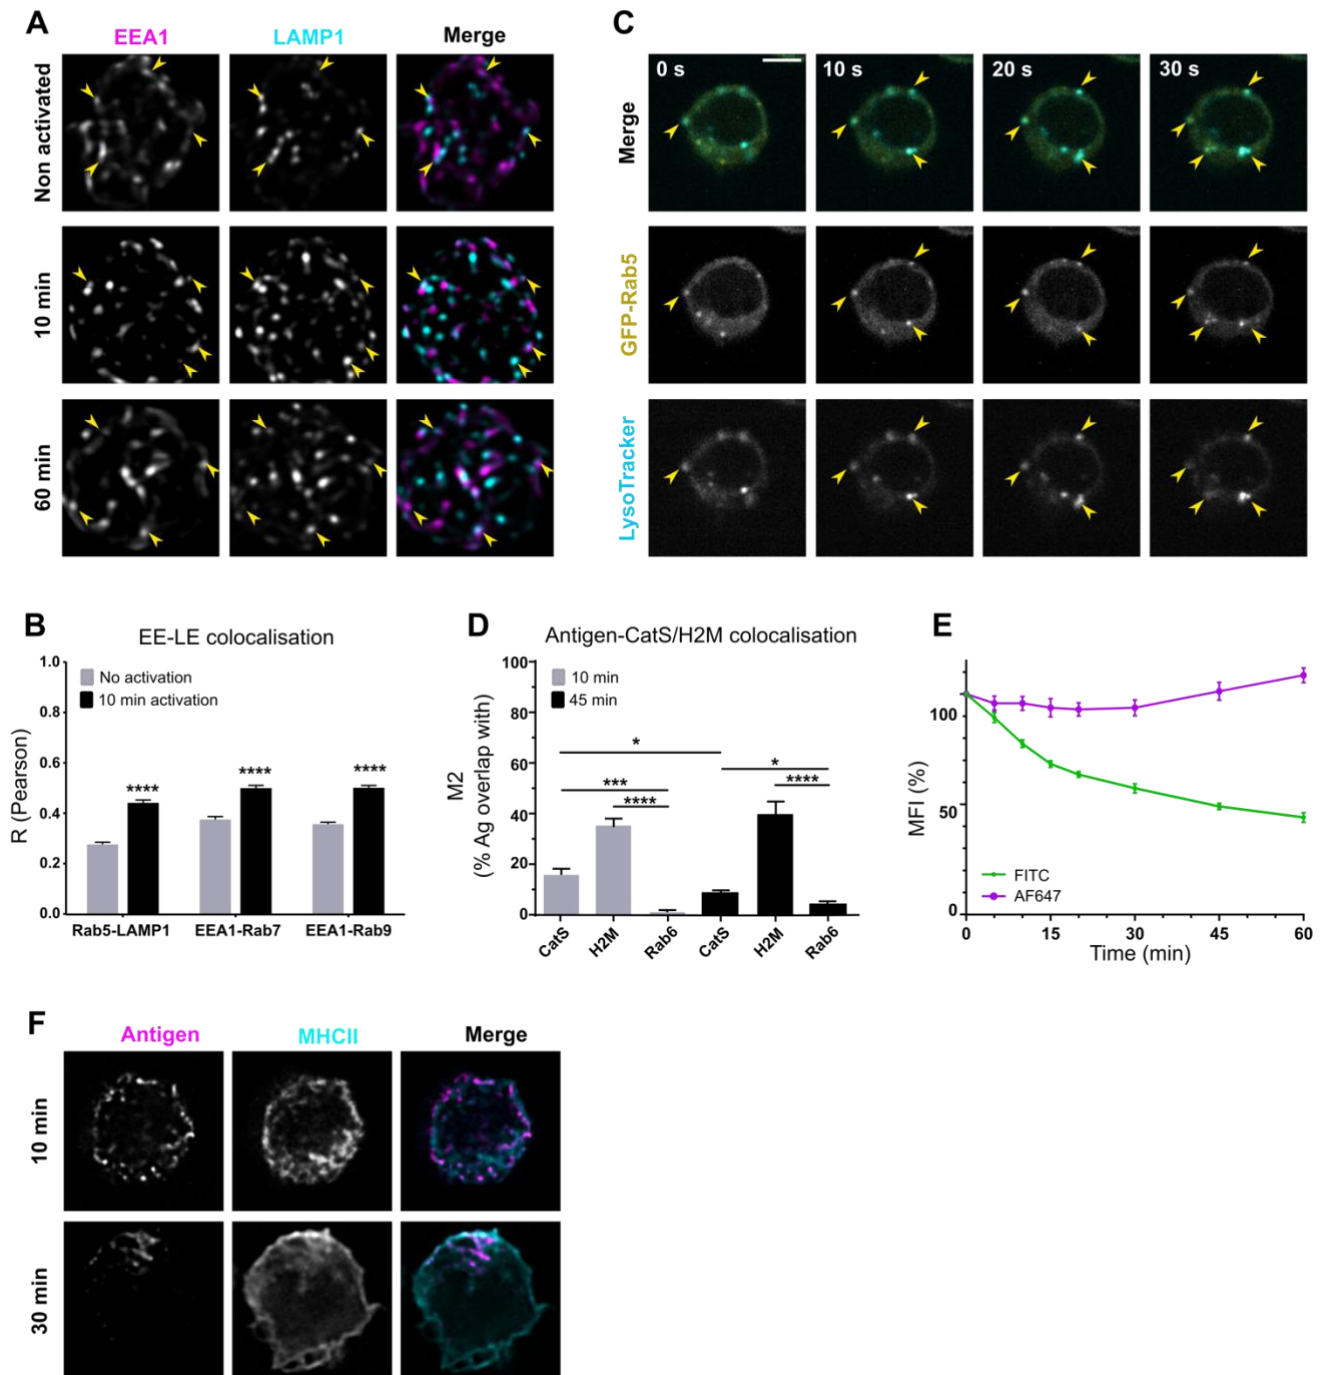 A
EEA1 LAMP1 Merge
Non activated
10 min
60 min
C
0 s 10 s 20 s 30 s
Merge
GFP-Rab5
LysoTracker
B
EE-LE colocalisation
No activation
10 min activation
R (Pearson)
1.0
0.8
0.6
0.4
0.2
0.0
**** **** ****
Rab5-LAMP1 EEA1-Rab7 EEA1-Rab9
D
Antigen-CatS/H2M colocalisation
10 min
45 min
M2
(% Ag overlap with)
100
80
60
40
20
0
*
*
***
****
****
CatS H2M Rab6 CatS H2M Rab6
E
MFI (%)
100
50
0
FITC
AF647
0 15 30 45 60
Time (min)
F
Antigen MHCII Merge
10 min
30 min